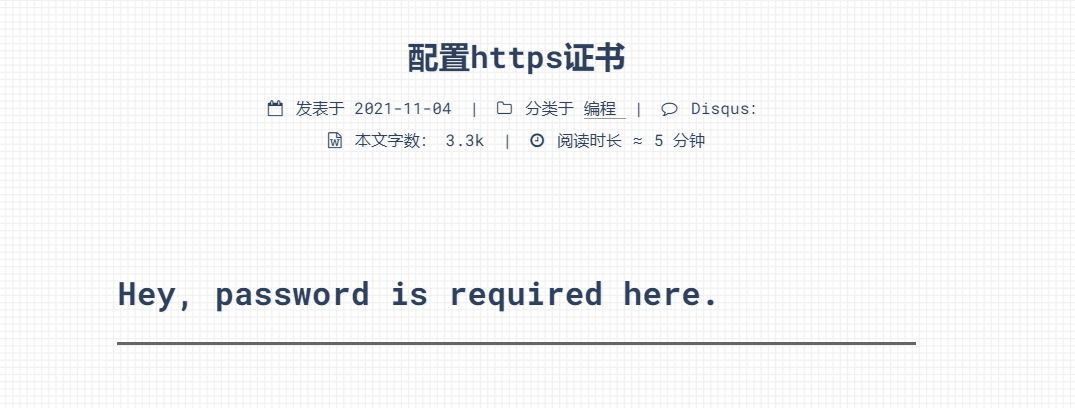 配置https证书
发表于 2021-11-04 | 分类于 编程 | Disqus:
本文字数: 3.3k | 阅读时长 ≈ 5 分钟
Hey, password is required here.